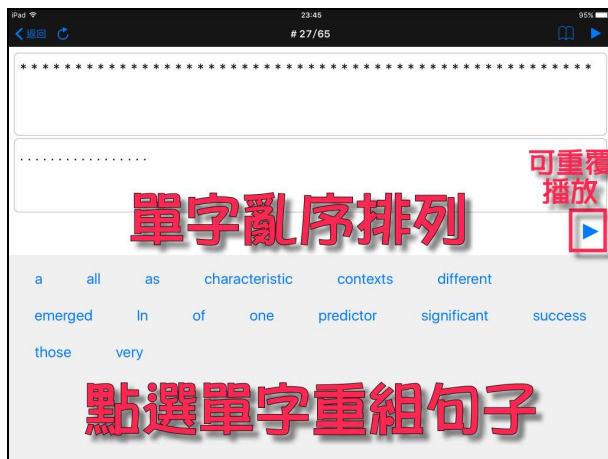 iPad 23:45 95%
返回 #27/65
* * * * * * * * * * * * * * * * * * * * * * * * * * * * * * * * * * * * * * * * * * * * * * * * * * *
. . . . . . . . . . . . . . . . .
可重覆
播放
單字亂序排列
a all as characteristic contexts different
emerged In of one predictor significant success
those very
點選單字重組句子